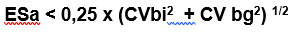 ESa < 0,25 x (CVbi² + CV bg²) ¹/²